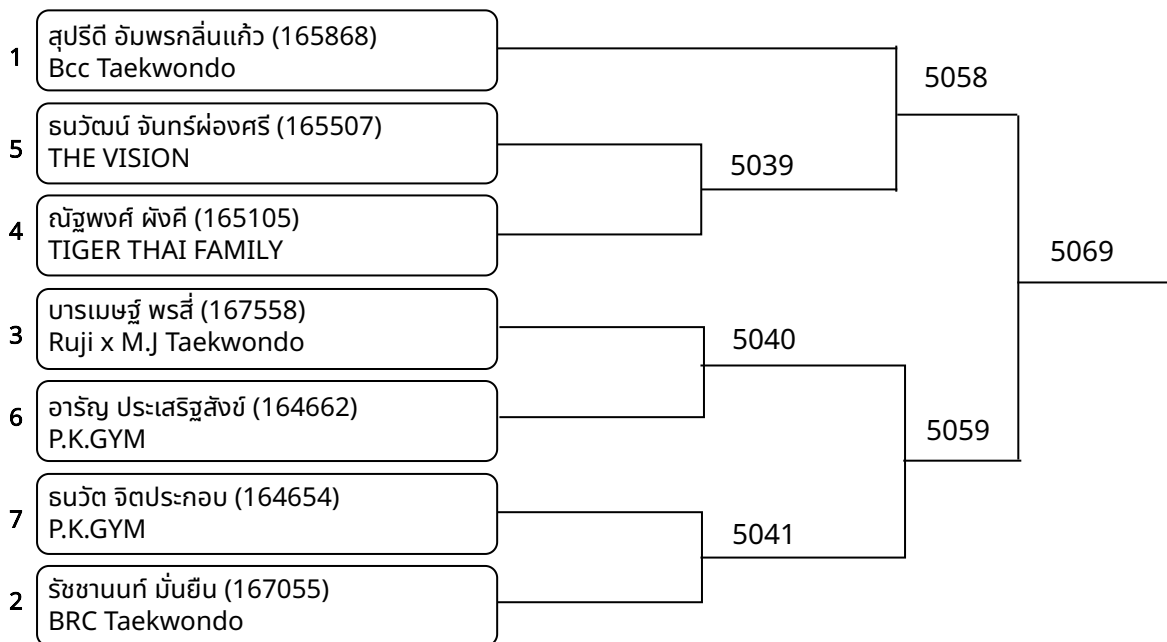 1
สุปรีดี อัมพรกลิ่นแก้ว (165868)
Bcc Taekwondo
5058
5
ธนวัฒน์ จันทร์ผ่องศรี (165507)
THE VISION
5039
4
ณัฐพงศ์ ผังคี (165105)
TIGER THAI FAMILY
5069
3
บารเมษฐ์ พรสี่ (167558)
Ruji x M.J Taekwondo
5040
6
อารัญ ประเสริฐสังข์ (164662)
P.K.GYM
5059
7
ธนวัต จิตประกอบ (164654)
P.K.GYM
5041
2
รัชชานนท์ มั่นยืน (167055)
BRC Taekwondo